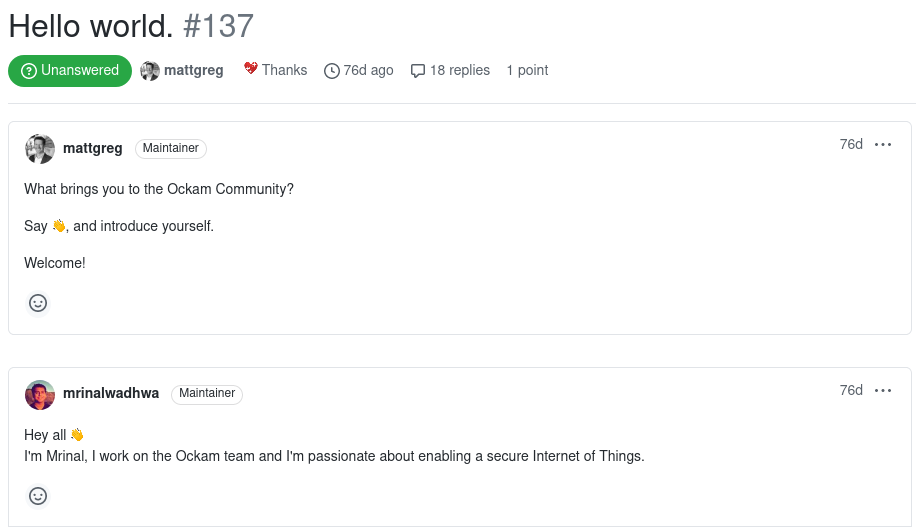 Hello world. #137
Unanswered mattgreg 💖 Thanks 76d ago 18 replies 1 point
mattgreg Maintainer 76d ...
What brings you to the Ockam Community?
Say 👋, and introduce yourself.
Welcome!
mrinalwadhwa Maintainer 76d ...
Hey all 👋
I'm Mrinal, I work on the Ockam team and I'm passionate about enabling a secure Internet of Things.